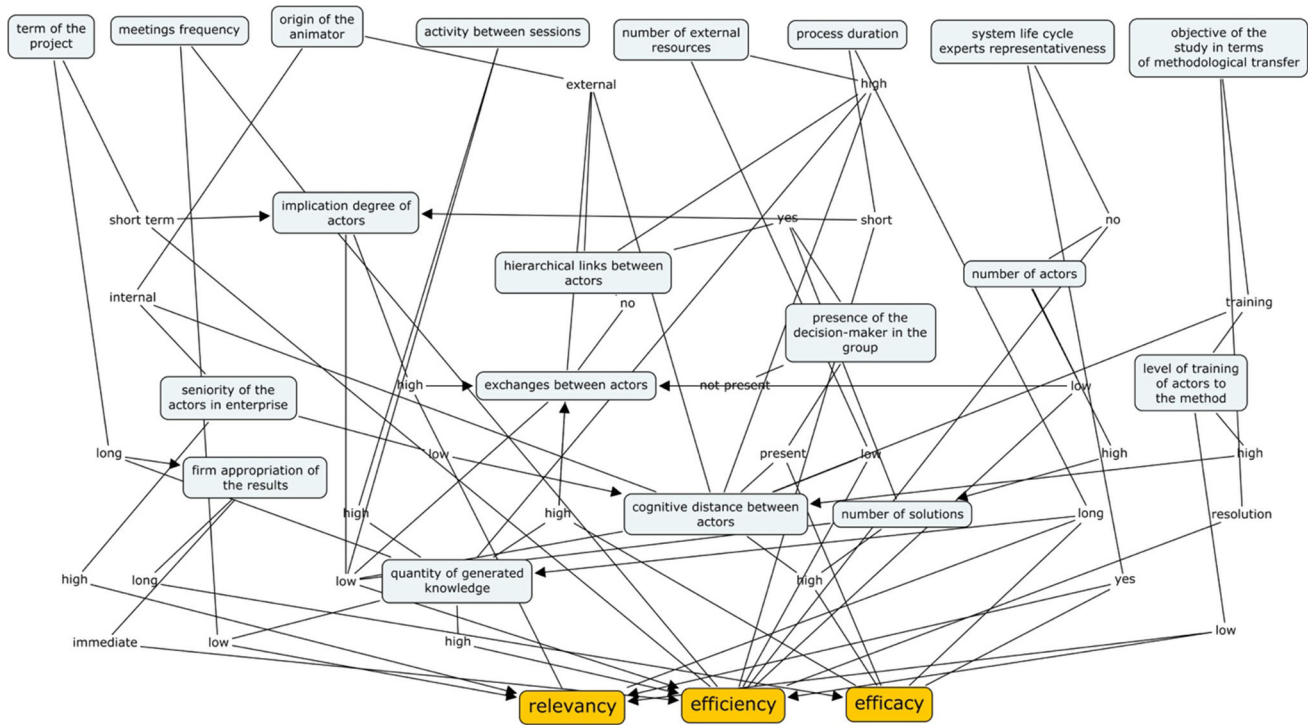 term of the
project
meetings frequency
origin of the
animator
activity between sessions
number of external
resources
process duration
system life cycle
experts representativeness
objective of the
study in terms
of methodological transfer
external
high
short term
implication degree of
actors
yes
short
no
hierarchical links between
actors
number of actors
internal
no
training
presence of the
decision-maker in the
group
seniority of the
actors in enterprise
high
exchanges between actors
not present
low
level of training
of actors to
the method
long
firm appropriation of
the results
low
present
low
high
high
high
high
cognitive distance between
actors
number of solutions
long
resolution
high
long
low
quantity of generated
knowledge
high
yes
immediate
low
high
low
relevancy
efficiency
efficacy